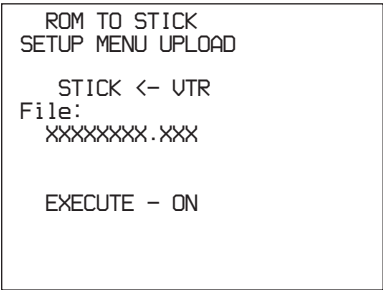 ROM TO STICK
SETUP MENU UPLOAD
STICK <- VTR
File:
XXXXXXXX.XXX
EXECUTE - ON